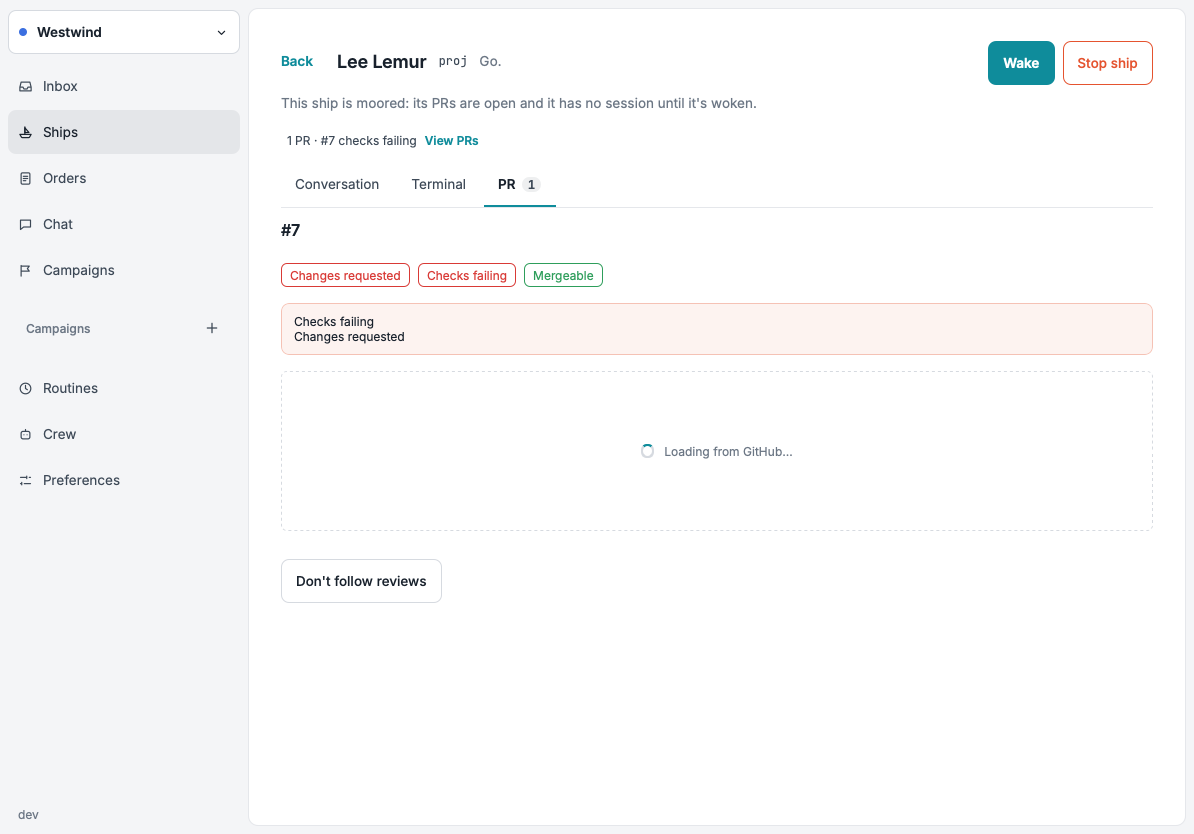 Westwind
Inbox
Ships
Orders
Chat
Campaigns
Campaigns
Routines
Crew
Preferences
dev
Back Lee Lemur proj Go.
Wake Stop ship
This ship is moored: its PRs are open and it has no session until it's woken.
1 PR · #7 checks failing View PRs
Conversation Terminal PR 1
#7
Changes requested Checks failing Mergeable
Checks failing
Changes requested
Loading from GitHub...
Don't follow reviews